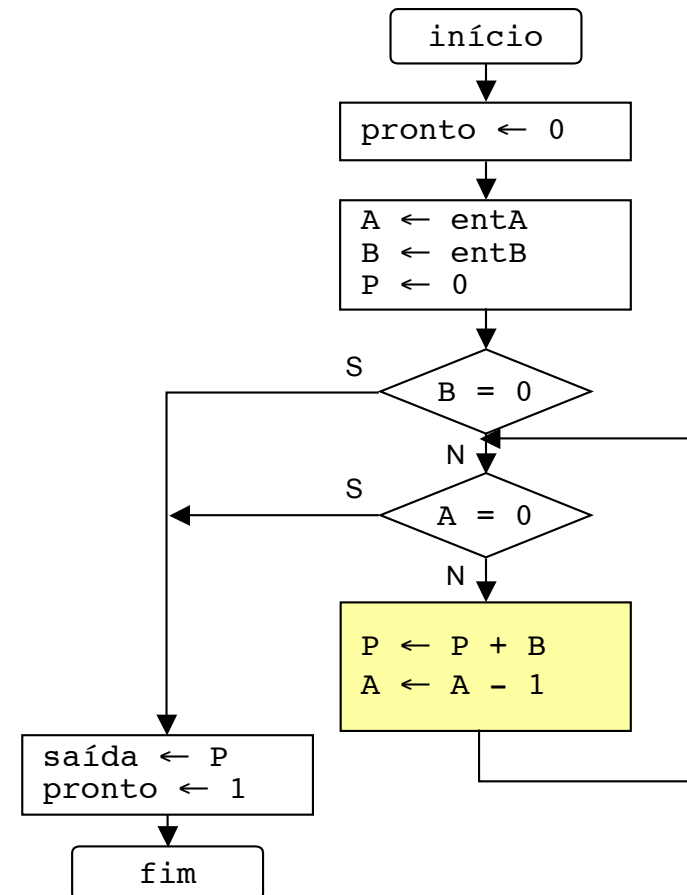 início
pronto ← 0
A ← entA
B ← entB
P ← 0
S
B = 0
N
S
A = 0
N
P ← P + B
A ← A - 1
saída ← P
pronto ← 1
fim